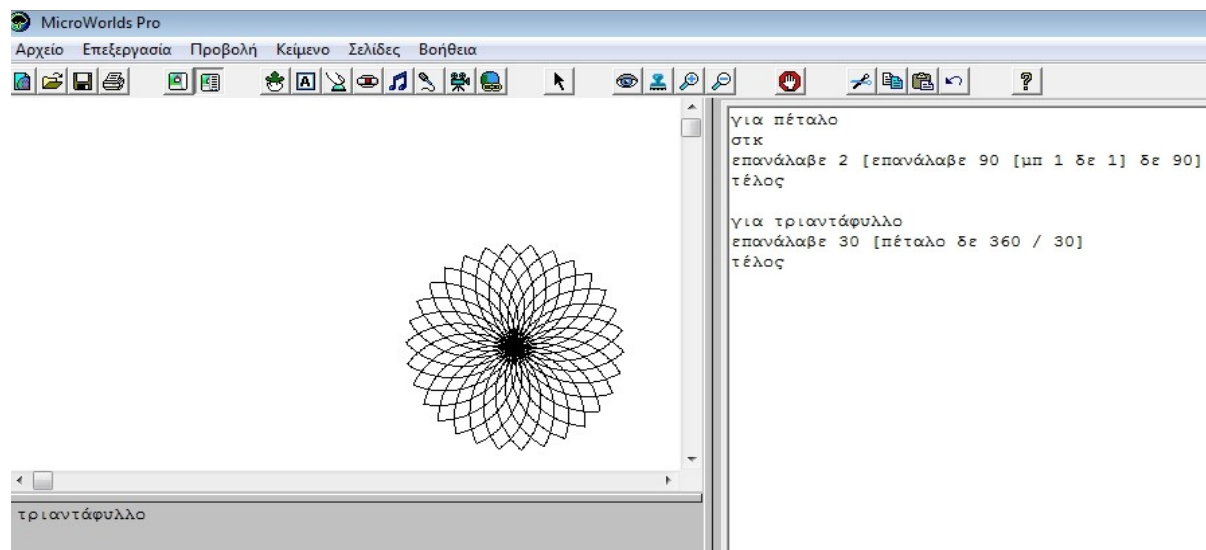 MicroWorlds Pro
Αρχείο Επεξεργασία Προβολή Κείμενο Σελίδες Βοήθεια
A ?
για πέταλο
στκ
επανάλαβε 2 [επανάλαβε 90 [μπ 1 δε 1] δε 90]
τέλος
για τριαντάφυλλο
επανάλαβε 30 [πέταλο δε 360 / 30]
τέλος
τριαντάφυλλο